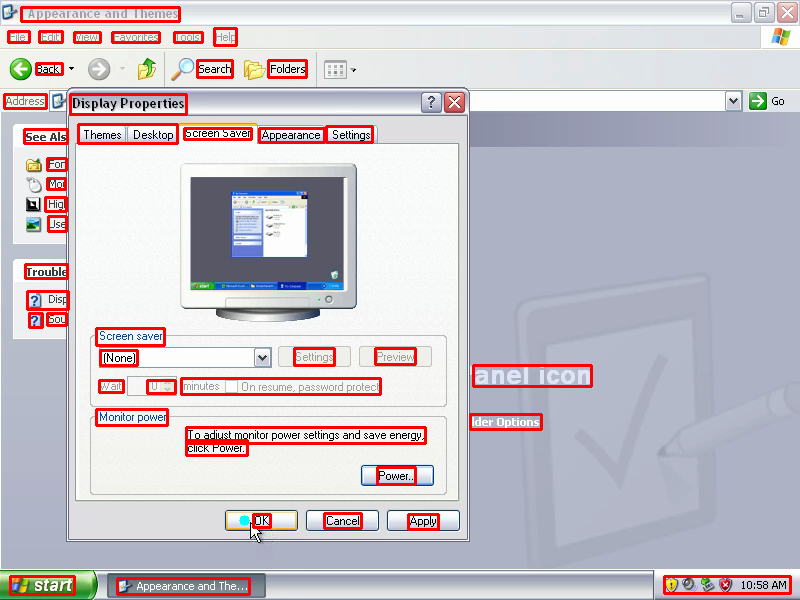 Appearance and Themes
File Edit View Favorites Tools Help
Back Search Folders
Address Go
Display Properties
Themes Desktop Screen Saver Appearance Settings
See Als
Fon
Mou
High
Use
Trouble
Disp
Sou
Screen saver
(None) Settings Preview
Wait 0 minutes On resume, password protect
anel icon
lder Options
Monitor power
To adjust monitor power settings and save energy,
click Power.
Power..
OK Cancel Apply
start Appearance and The... 10:58 AM